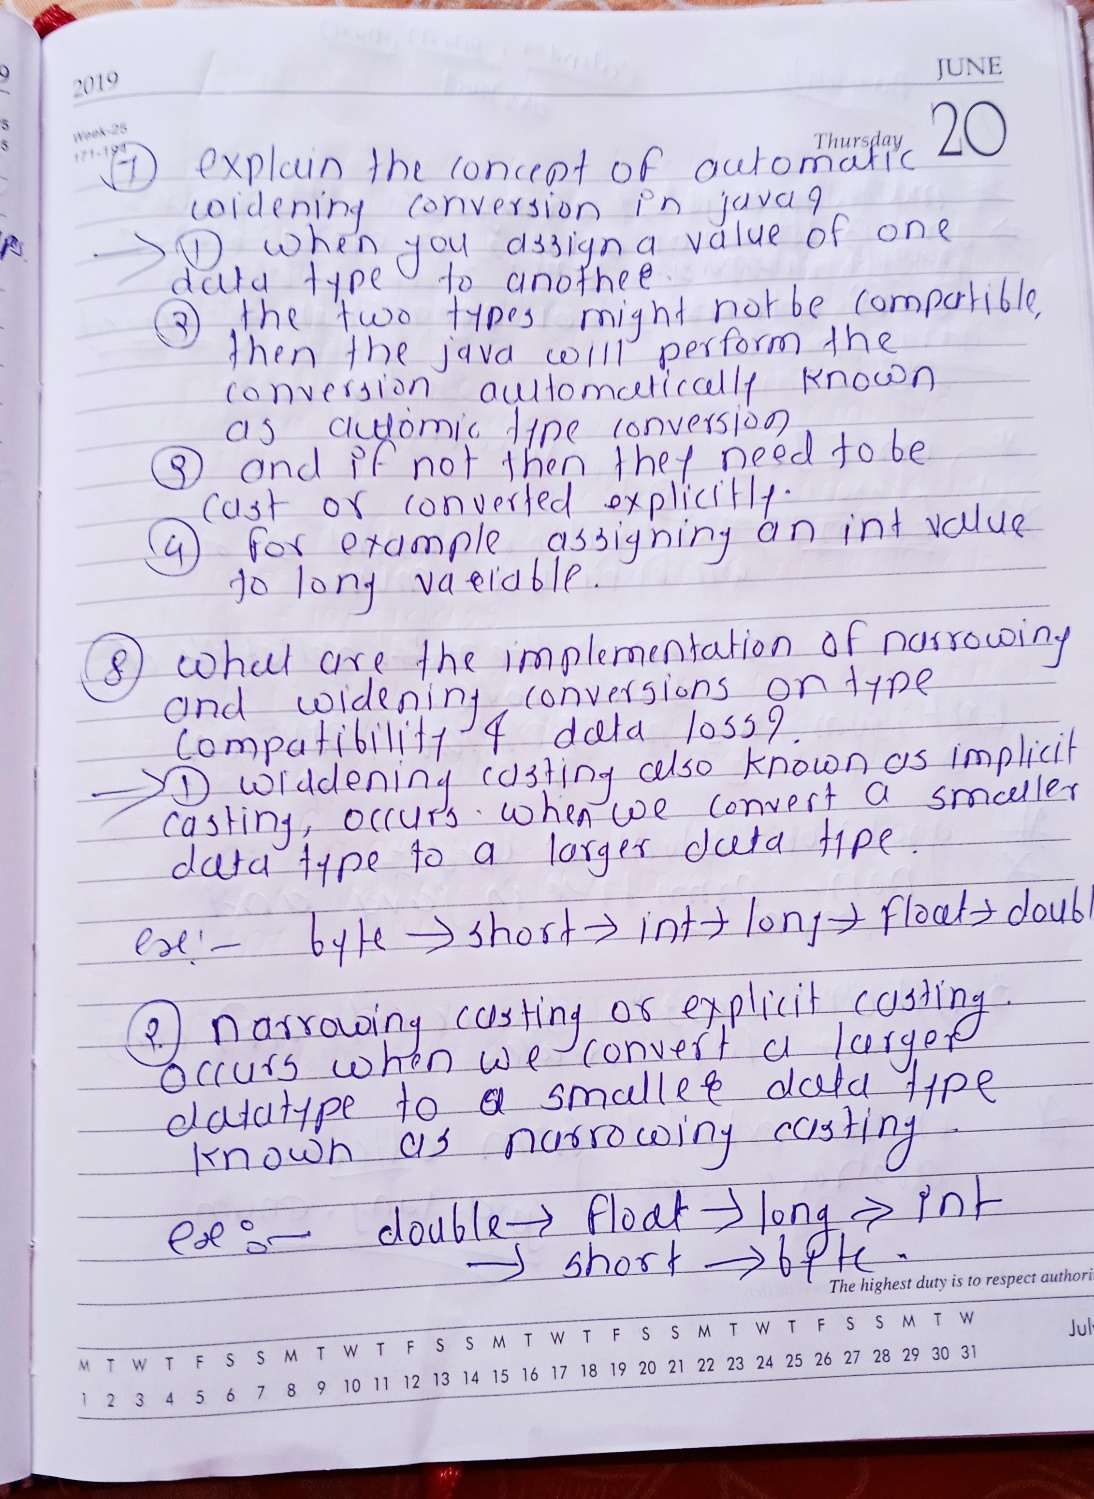 2019
JUNE
Week-25
Thursday 20
7 explain the concept of automatic
widening conversion in java?
→ ① when you assign a value of one
data type to anothee.
② the two types might not be compatible,
then the java will perform the
conversion automatically known
as automic type conversion
③ and if not then they need to be
cast or converted explicitly.
④ for example assigning an int value
to long vaeiable.
⑧ what are the implementation of narrowing
and widening conversions on type
compatibility & data loss?
→ ① widdening casting also known as implicit
casting, occurs when we convert a smaller
data type to a larger data type.
ex:- byte → short → int → long → float → doubl
② narrowing casting or explicit casting.
occurs when we convert a larger
datatype to a smaller data type
known as narrowing casting.
ex:- double → float → long → int
→ short → byte.
The highest duty is to respect authori
M T W T F S S M T W T F S S M T W T F S S M T W T F S S M T W
Jul
1 2 3 4 5 6 7 8 9 10 11 12 13 14 15 16 17 18 19 20 21 22 23 24 25 26 27 28 29 30 31